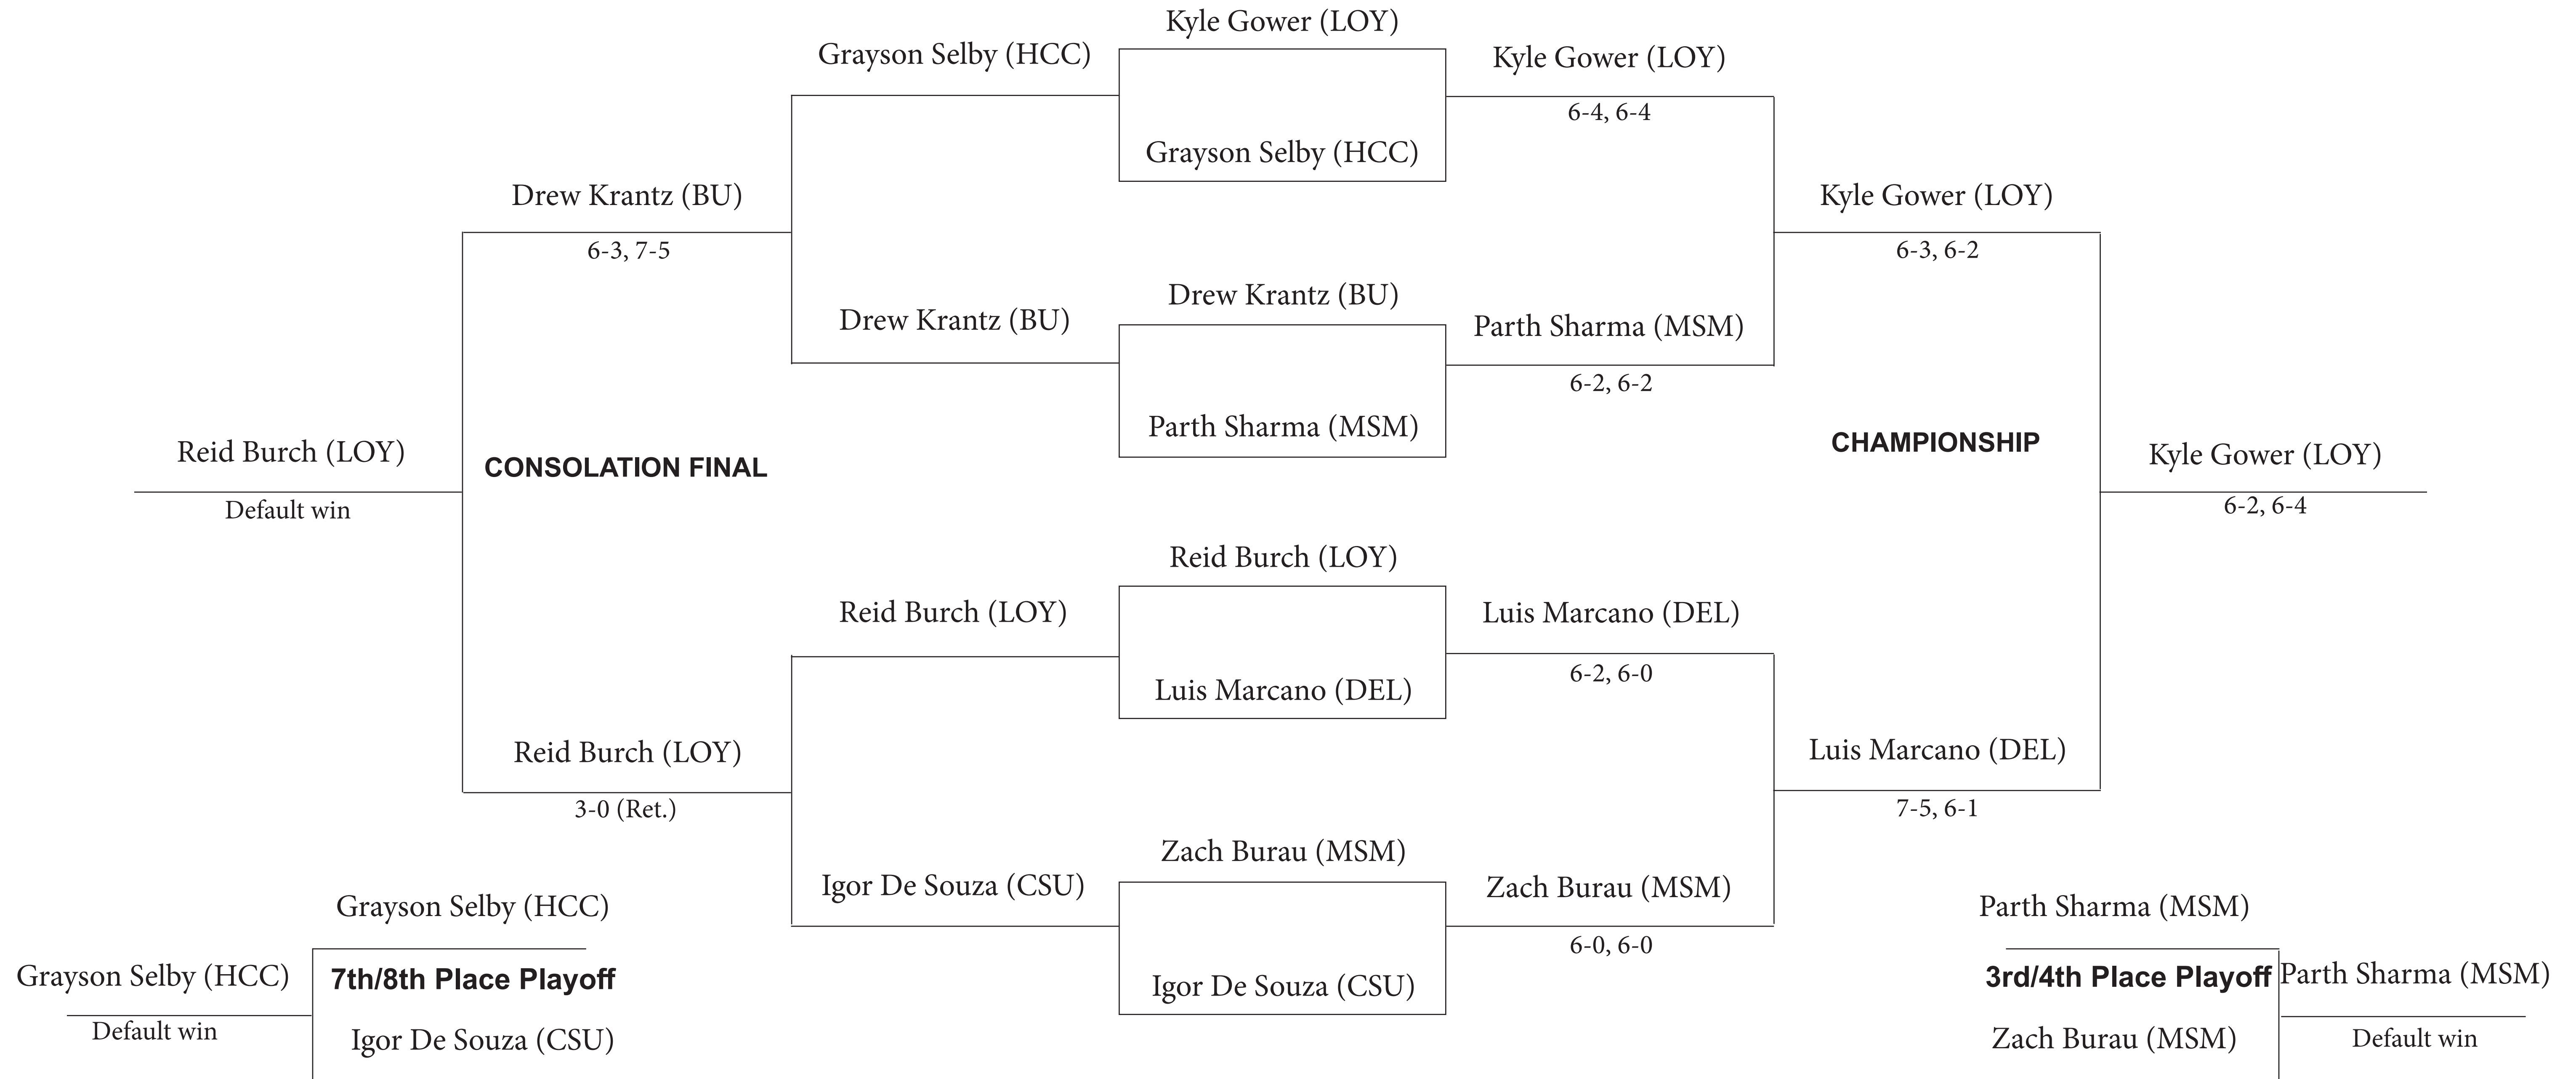 Kyle Gower (LOY)
Grayson Selby (HCC)
Kyle Gower (LOY)
6-4, 6-4
Grayson Selby (HCC)
Drew Krantz (BU)
Kyle Gower (LOY)
6-3, 7-5
6-3, 6-2
Drew Krantz (BU)
Drew Krantz (BU)
Parth Sharma (MSM)
6-2, 6-2
Parth Sharma (MSM)
CHAMPIONSHIP
Reid Burch (LOY)
CONSOLATION FINAL
Kyle Gower (LOY)
Default win
6-2, 6-4
Reid Burch (LOY)
Reid Burch (LOY)
Luis Marcano (DEL)
6-2, 6-0
Luis Marcano (DEL)
Reid Burch (LOY)
Luis Marcano (DEL)
3-0 (Ret.)
7-5, 6-1
Zach Burau (MSM)
Igor De Souza (CSU)
Zach Burau (MSM)
6-0, 6-0
Igor De Souza (CSU)
Grayson Selby (HCC)
Grayson Selby (HCC)
7th/8th Place Playoff
Default win
Igor De Souza (CSU)
Parth Sharma (MSM)
3rd/4th Place Playoff
Parth Sharma (MSM)
Zach Burau (MSM)
Default win